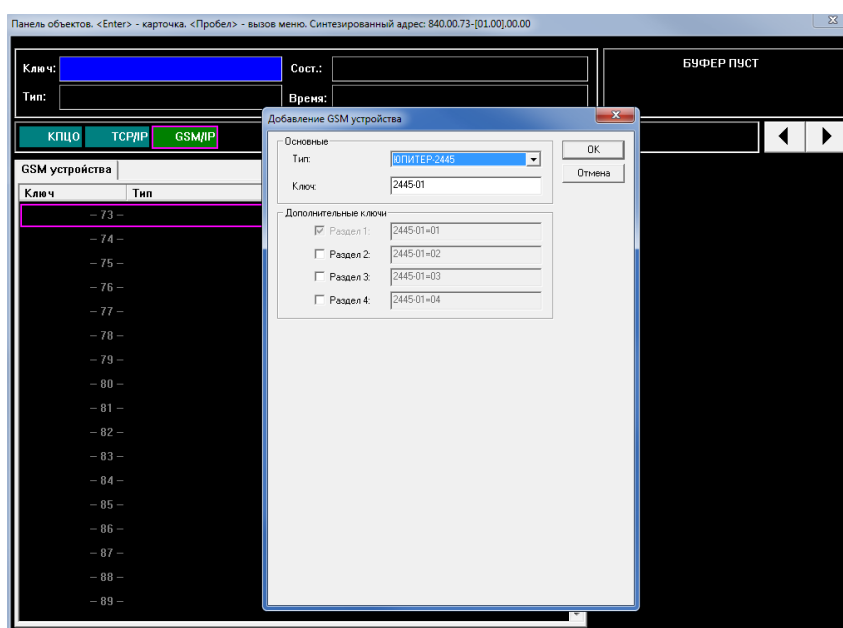 Панель объектов. <Enter> - карточка. <Пробел> - вызов меню. Синтезированный адрес: 840.00.73-[01.00].00.00
Ключ:
Сост.:
БУФЕР ПУСТ
Тип:
Время:
КПЦО
TCP/IP
GSM/IP
GSM устройства
Ключ
Тип
– 73 –
– 74 –
– 75 –
– 76 –
– 77 –
– 78 –
– 79 –
– 80 –
– 81 –
– 82 –
– 83 –
– 84 –
– 85 –
– 86 –
– 87 –
– 88 –
– 89 –
Добавление GSM устройства
Основные
Тип:
ЮПИТЕР-2445
OK
Ключ:
2445-01
Отмена
Дополнительные ключи
Раздел 1:
2445-01=01
Раздел 2:
2445-01=02
Раздел 3:
2445-01=03
Раздел 4:
2445-01=04